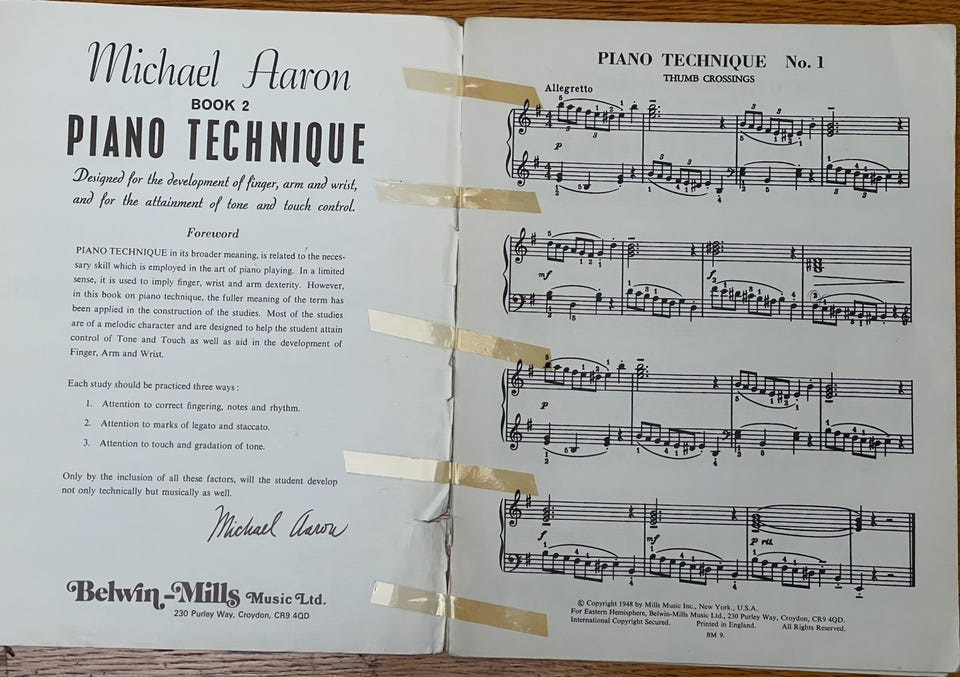 Michael Aaron
BOOK 2
PIANO TECHNIQUE
Designed for the development of finger, arm and wrist,
and for the attainment of tone and touch control.
Foreword
PIANO TECHNIQUE in its broader meaning, is related to the neces-
sary skill which is employed in the art of piano playing. In a limited
sense, it is used to imply finger, wrist and arm dexterity. However,
in this book on piano technique, the fuller meaning of the term has
been applied in the construction of the studies. Most of the studies
are of a melodic character and are designed to help the student attain
control of Tone and Touch as well as aid in the development of
Finger, Arm and Wrist.
Each study should be practiced three ways:
1. Attention to correct fingering, notes and rhythm.
2. Attention to marks of legato and staccato.
3. Attention to touch and gradation of tone.
Only by the inclusion of all these factors, will the student develop
not only technically but musically as well.
Michael Aaron
Belwin-Mills Music Ltd.
230 Purley Way, Croydon, CR9 4QD
PIANO TECHNIQUE No. 1
THUMB CROSSINGS
Allegretto
p
mf
f
p
mf
p rit.
© Copyright 1948 by Mills Music Inc., New York, U.S.A.
For Eastern Hemisphere, Belwin-Mills Music Ltd., 230 Purley Way, Croydon, CR9 4QD.
International Copyright Secured. Printed in England. All Rights Reserved.
BM 9.